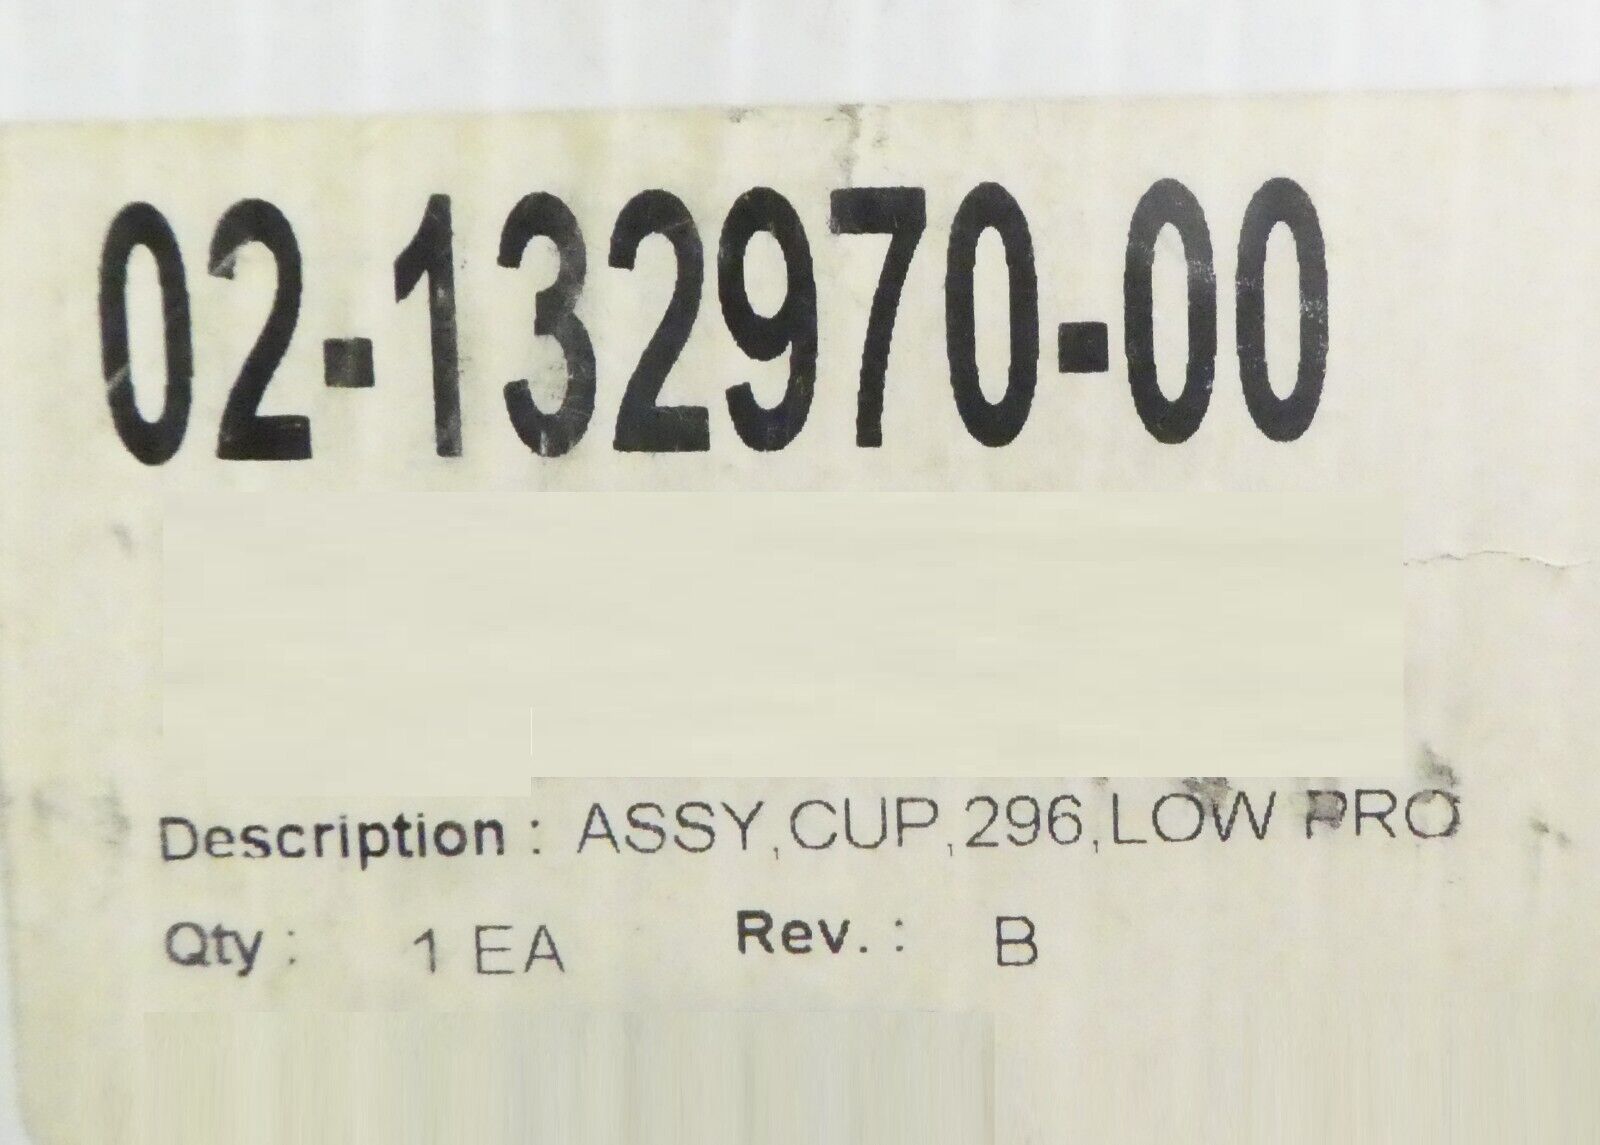 02-132970-00
Description : ASSY,CUP,296,LOW PRO
Qty : 1 EA Rev. : B